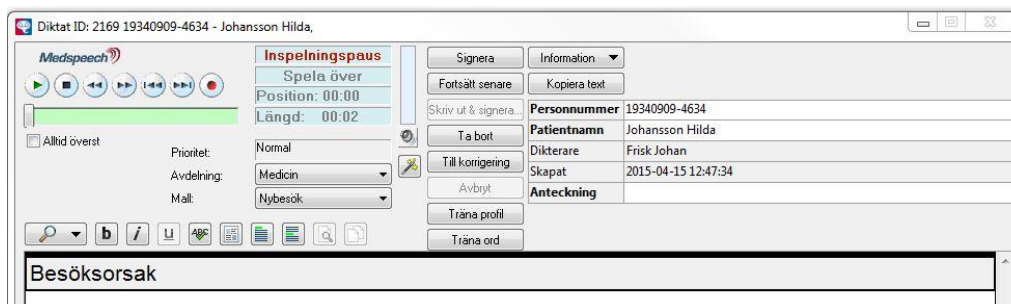 Diktat ID: 2169 19340909-4634 - Johansson Hilda,
Medspeech
Inspelningspaus
Spela över
Position: 00:00
Längd: 00:02
Alltid överst
Prioritet: Normal
Avdelning: Medicin
Mall: Nybesök
Signera
Fortsätt senare
Skriv ut & signera...
Ta bort
Till korrigering
Avbryt
Träna profil
Träna ord
Information
Kopiera text
Personnummer 19340909-4634
Patientnamn Johansson Hilda
Dikterare Frisk Johan
Skapat 2015-04-15 12:47:34
Anteckning
b i u ABC
Besöksorsak